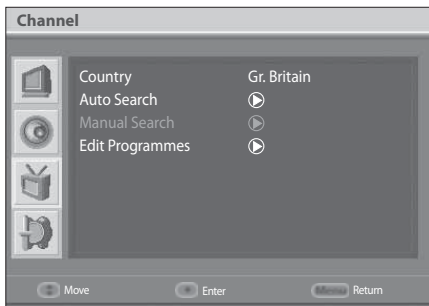 Channel
Country Gr. Britain
Auto Search
Manual Search
Edit Programmes
Move Enter Menu Return